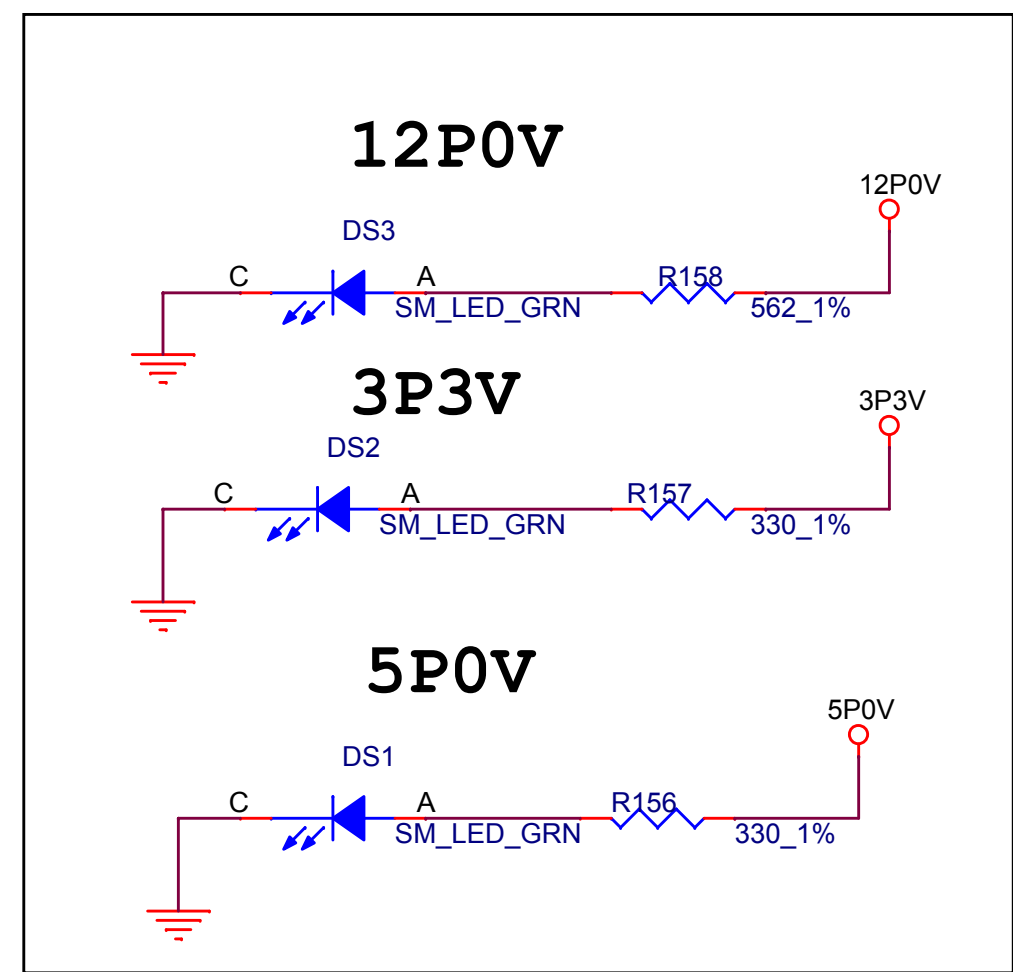 12P0V
12P0V
DS3
C
A
R158
SM_LED_GRN
562_1%
3P3V
3P3V
DS2
C
A
R157
SM_LED_GRN
330_1%
5P0V
5P0V
DS1
C
A
R156
SM_LED_GRN
330_1%